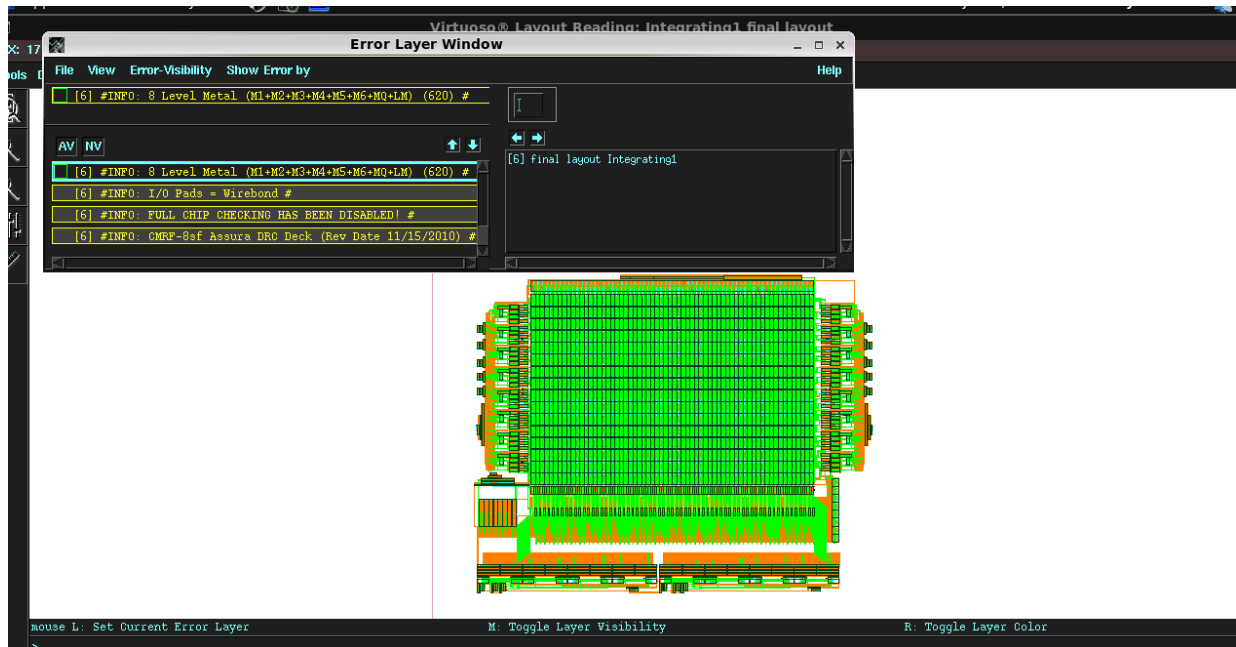 Virtuoso® Layout Reading: Integrating1 final layout
X: 17
Error Layer Window
File View Error-Visibility Show Error by Help
[6] #INFO: 8 Level Metal (M1+M2+M3+M4+M5+M6+MQ+LM) (620) #
AV NV
[6] #INFO: 8 Level Metal (M1+M2+M3+M4+M5+M6+MQ+LM) (620) #
[6] #INFO: I/O Pads = Wirebond #
[6] #INFO: FULL CHIP CHECKING HAS BEEN DISABLED! #
[6] #INFO: CMRF-8sf Assura DRC Deck (Rev Date 11/15/2010) #
[6] final layout Integrating1
mouse L: Set Current Error Layer M: Toggle Layer Visibility R: Toggle Layer Color
>